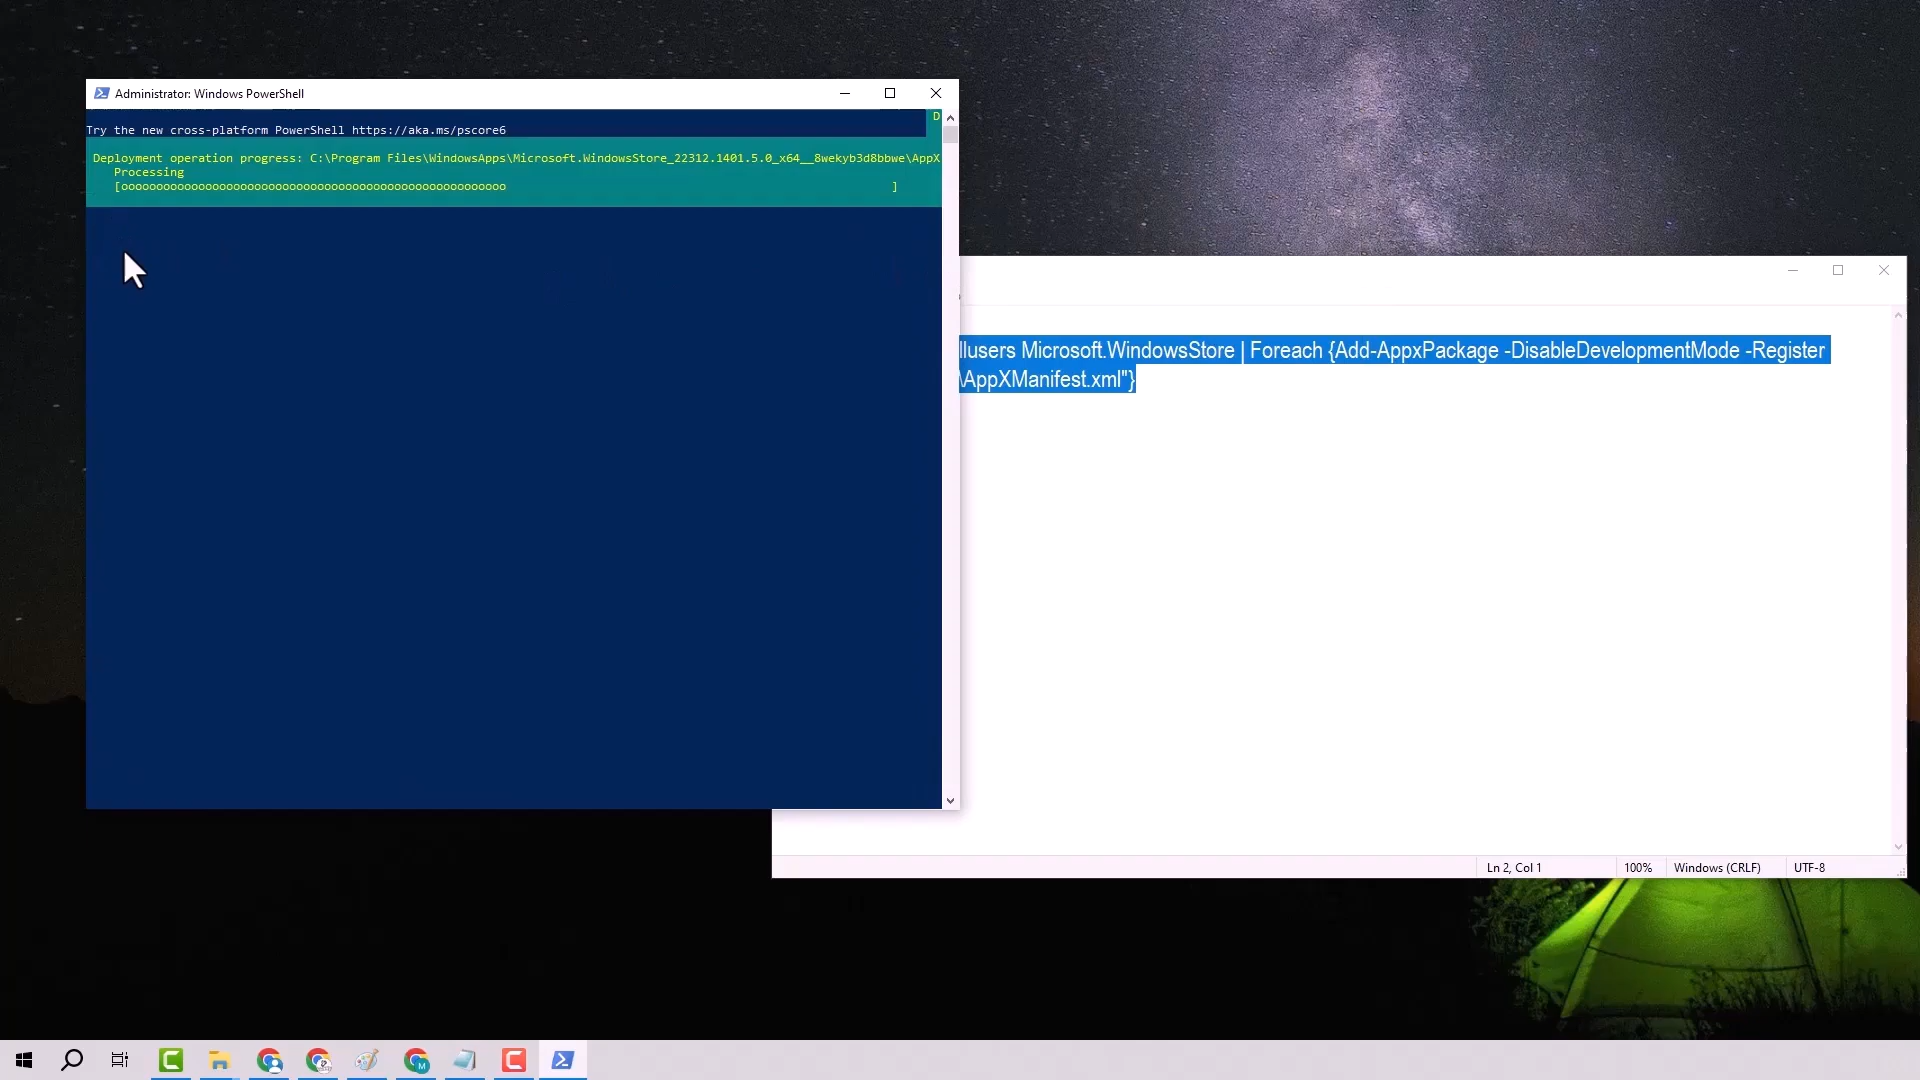 Administrator: Windows PowerShell
Try the new cross-platform PowerShell https://aka.ms/pscore6
D
Deployment operation progress: C:\Program Files\WindowsApps\Microsoft.WindowsStore_22312.1401.5.0_x64__8wekyb3d8bbwe\AppX
Processing
[ooooooooooooooooooooooooooooooooooooooooooooooooooooooo ]
llusers Microsoft.WindowsStore | Foreach {Add-AppxPackage -DisableDevelopmentMode -Register
\AppXManifest.xml"}
Ln 2, Col 1
100%
Windows (CRLF)
UTF-8